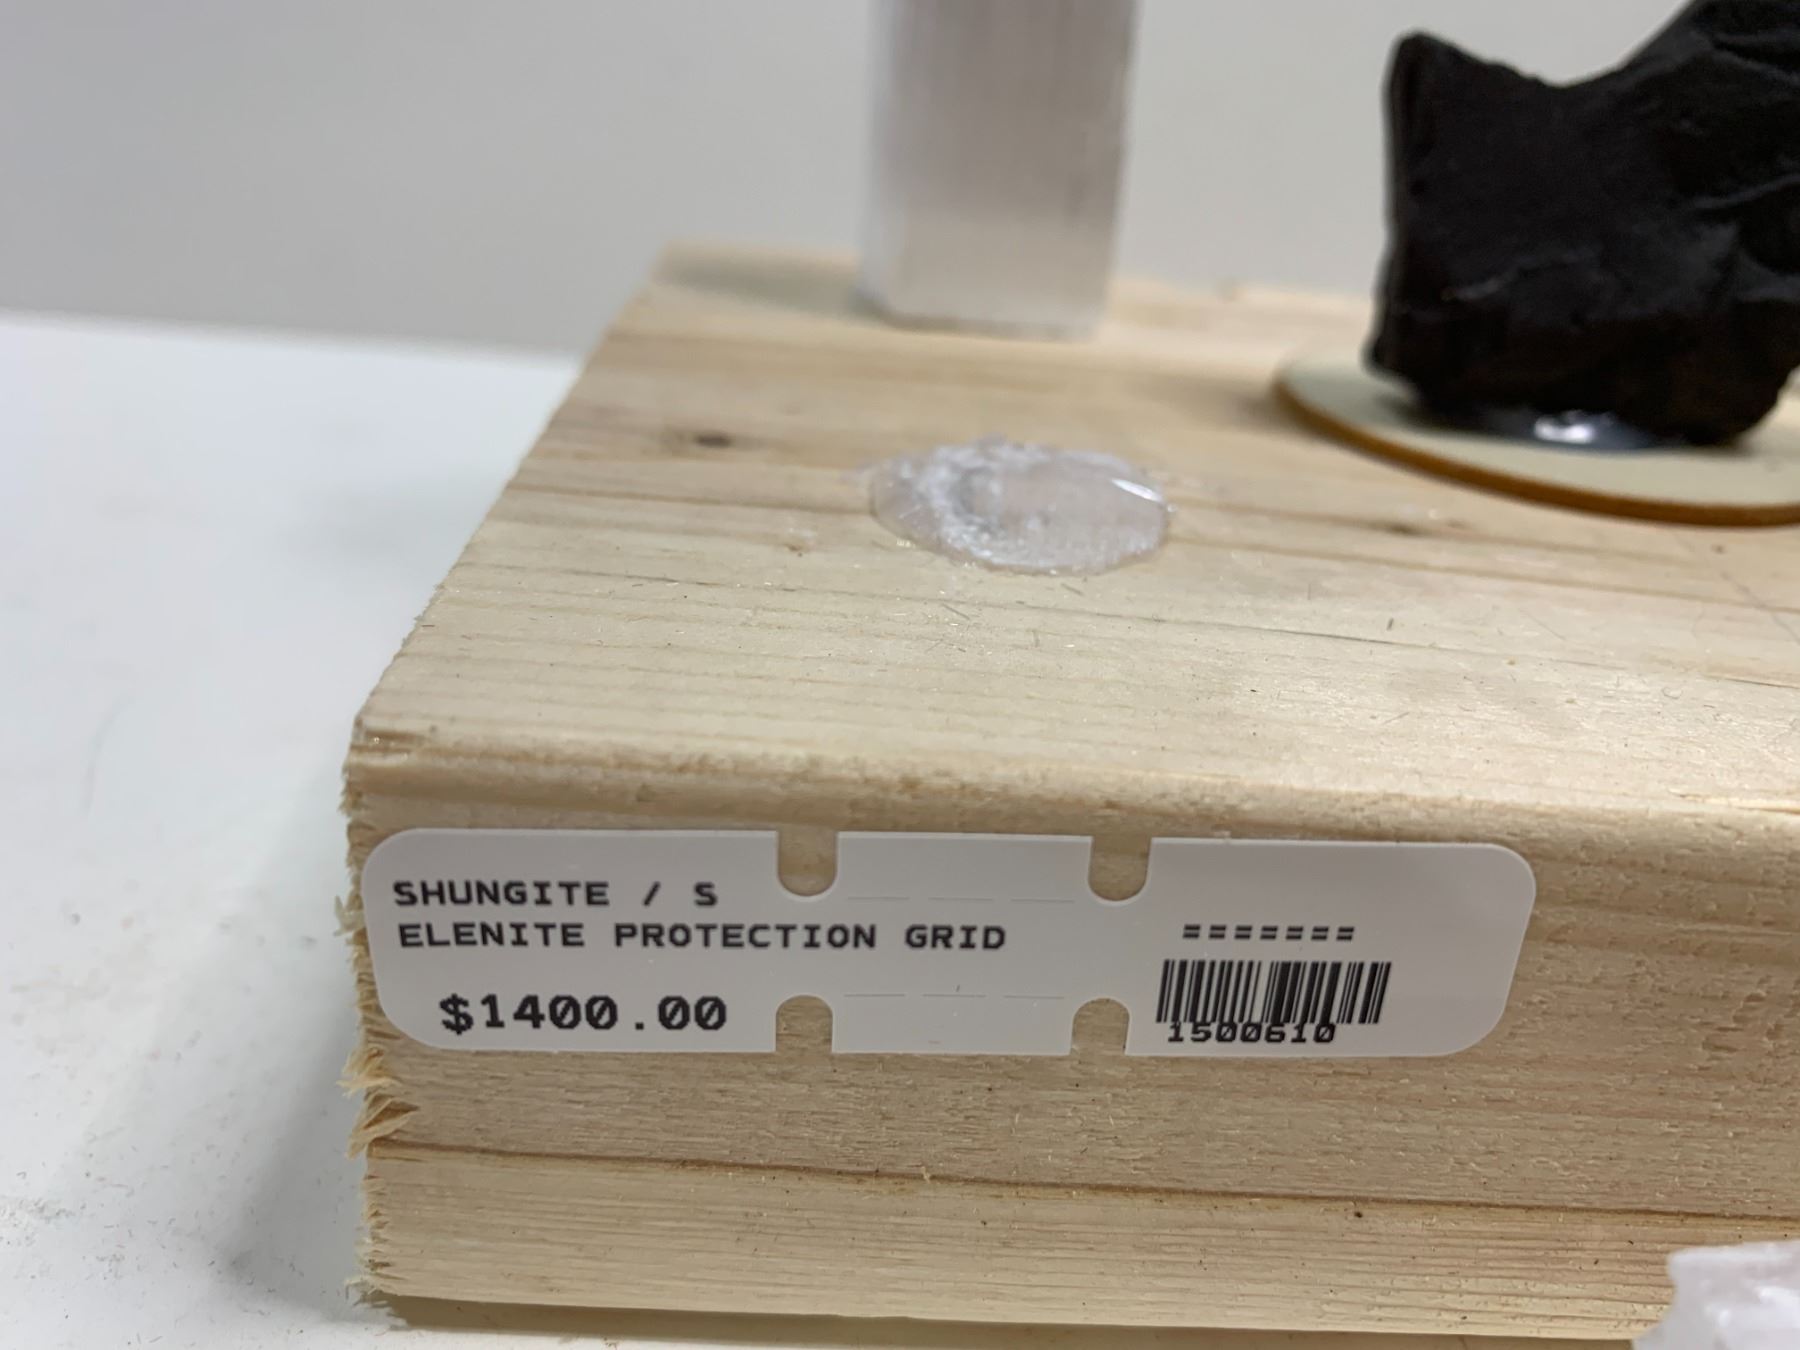 SHUNGITE / S
ELENITE PROTECTION GRID
$1400.00
=======
1500610